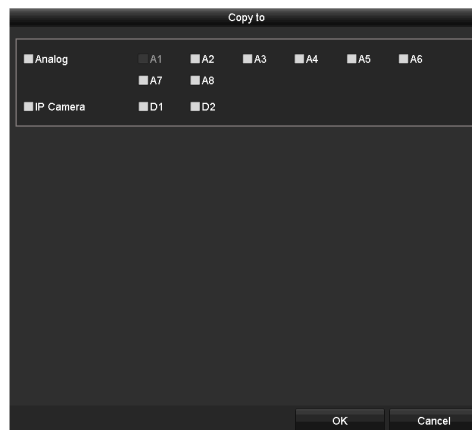 Copy to
Analog A1 A2 A3 A4 A5 A6
A7 A8
IP Camera D1 D2
OK Cancel